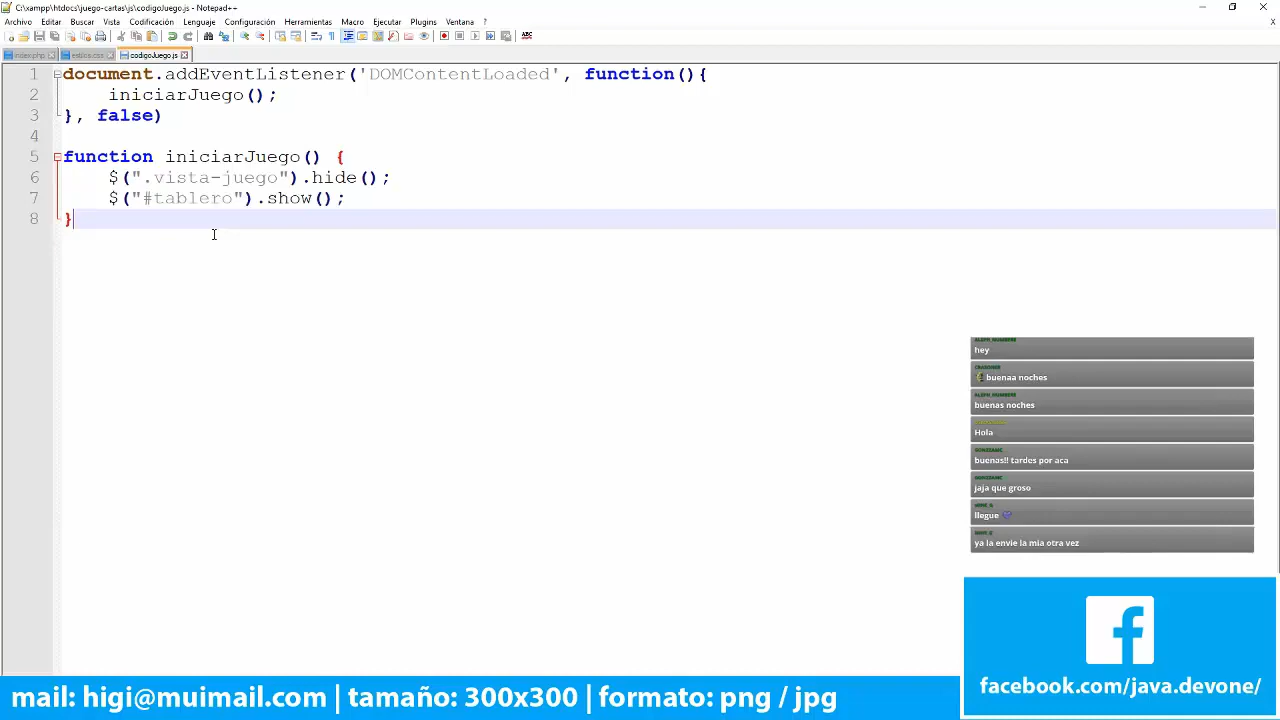 C:\xampp\htdocs\juego-cartas\js\codigoJuego.js - Notepad++
Archivo Editar Buscar Vista Codificación Lenguaje Configuración Herramientas Macro Ejecutar Plugins Ventana ?
X
index.php estilos.css codigoJuego.js
1 document.addEventListener('DOMContentLoaded', function(){
2 iniciarJuego();
3 }, false)
4
5 function iniciarJuego() {
6 $(".vista-juego").hide();
7 $("#tablero").show();
8 }
hey
buenaa noches
buenas noches
Hola
buenas!! tardes por aca
jaja que groso
llegue
ya la envie la mia otra vez
facebook.com/java.devone/
mail: higi@muimail.com | tamaño: 300x300 | formato: png / jpg